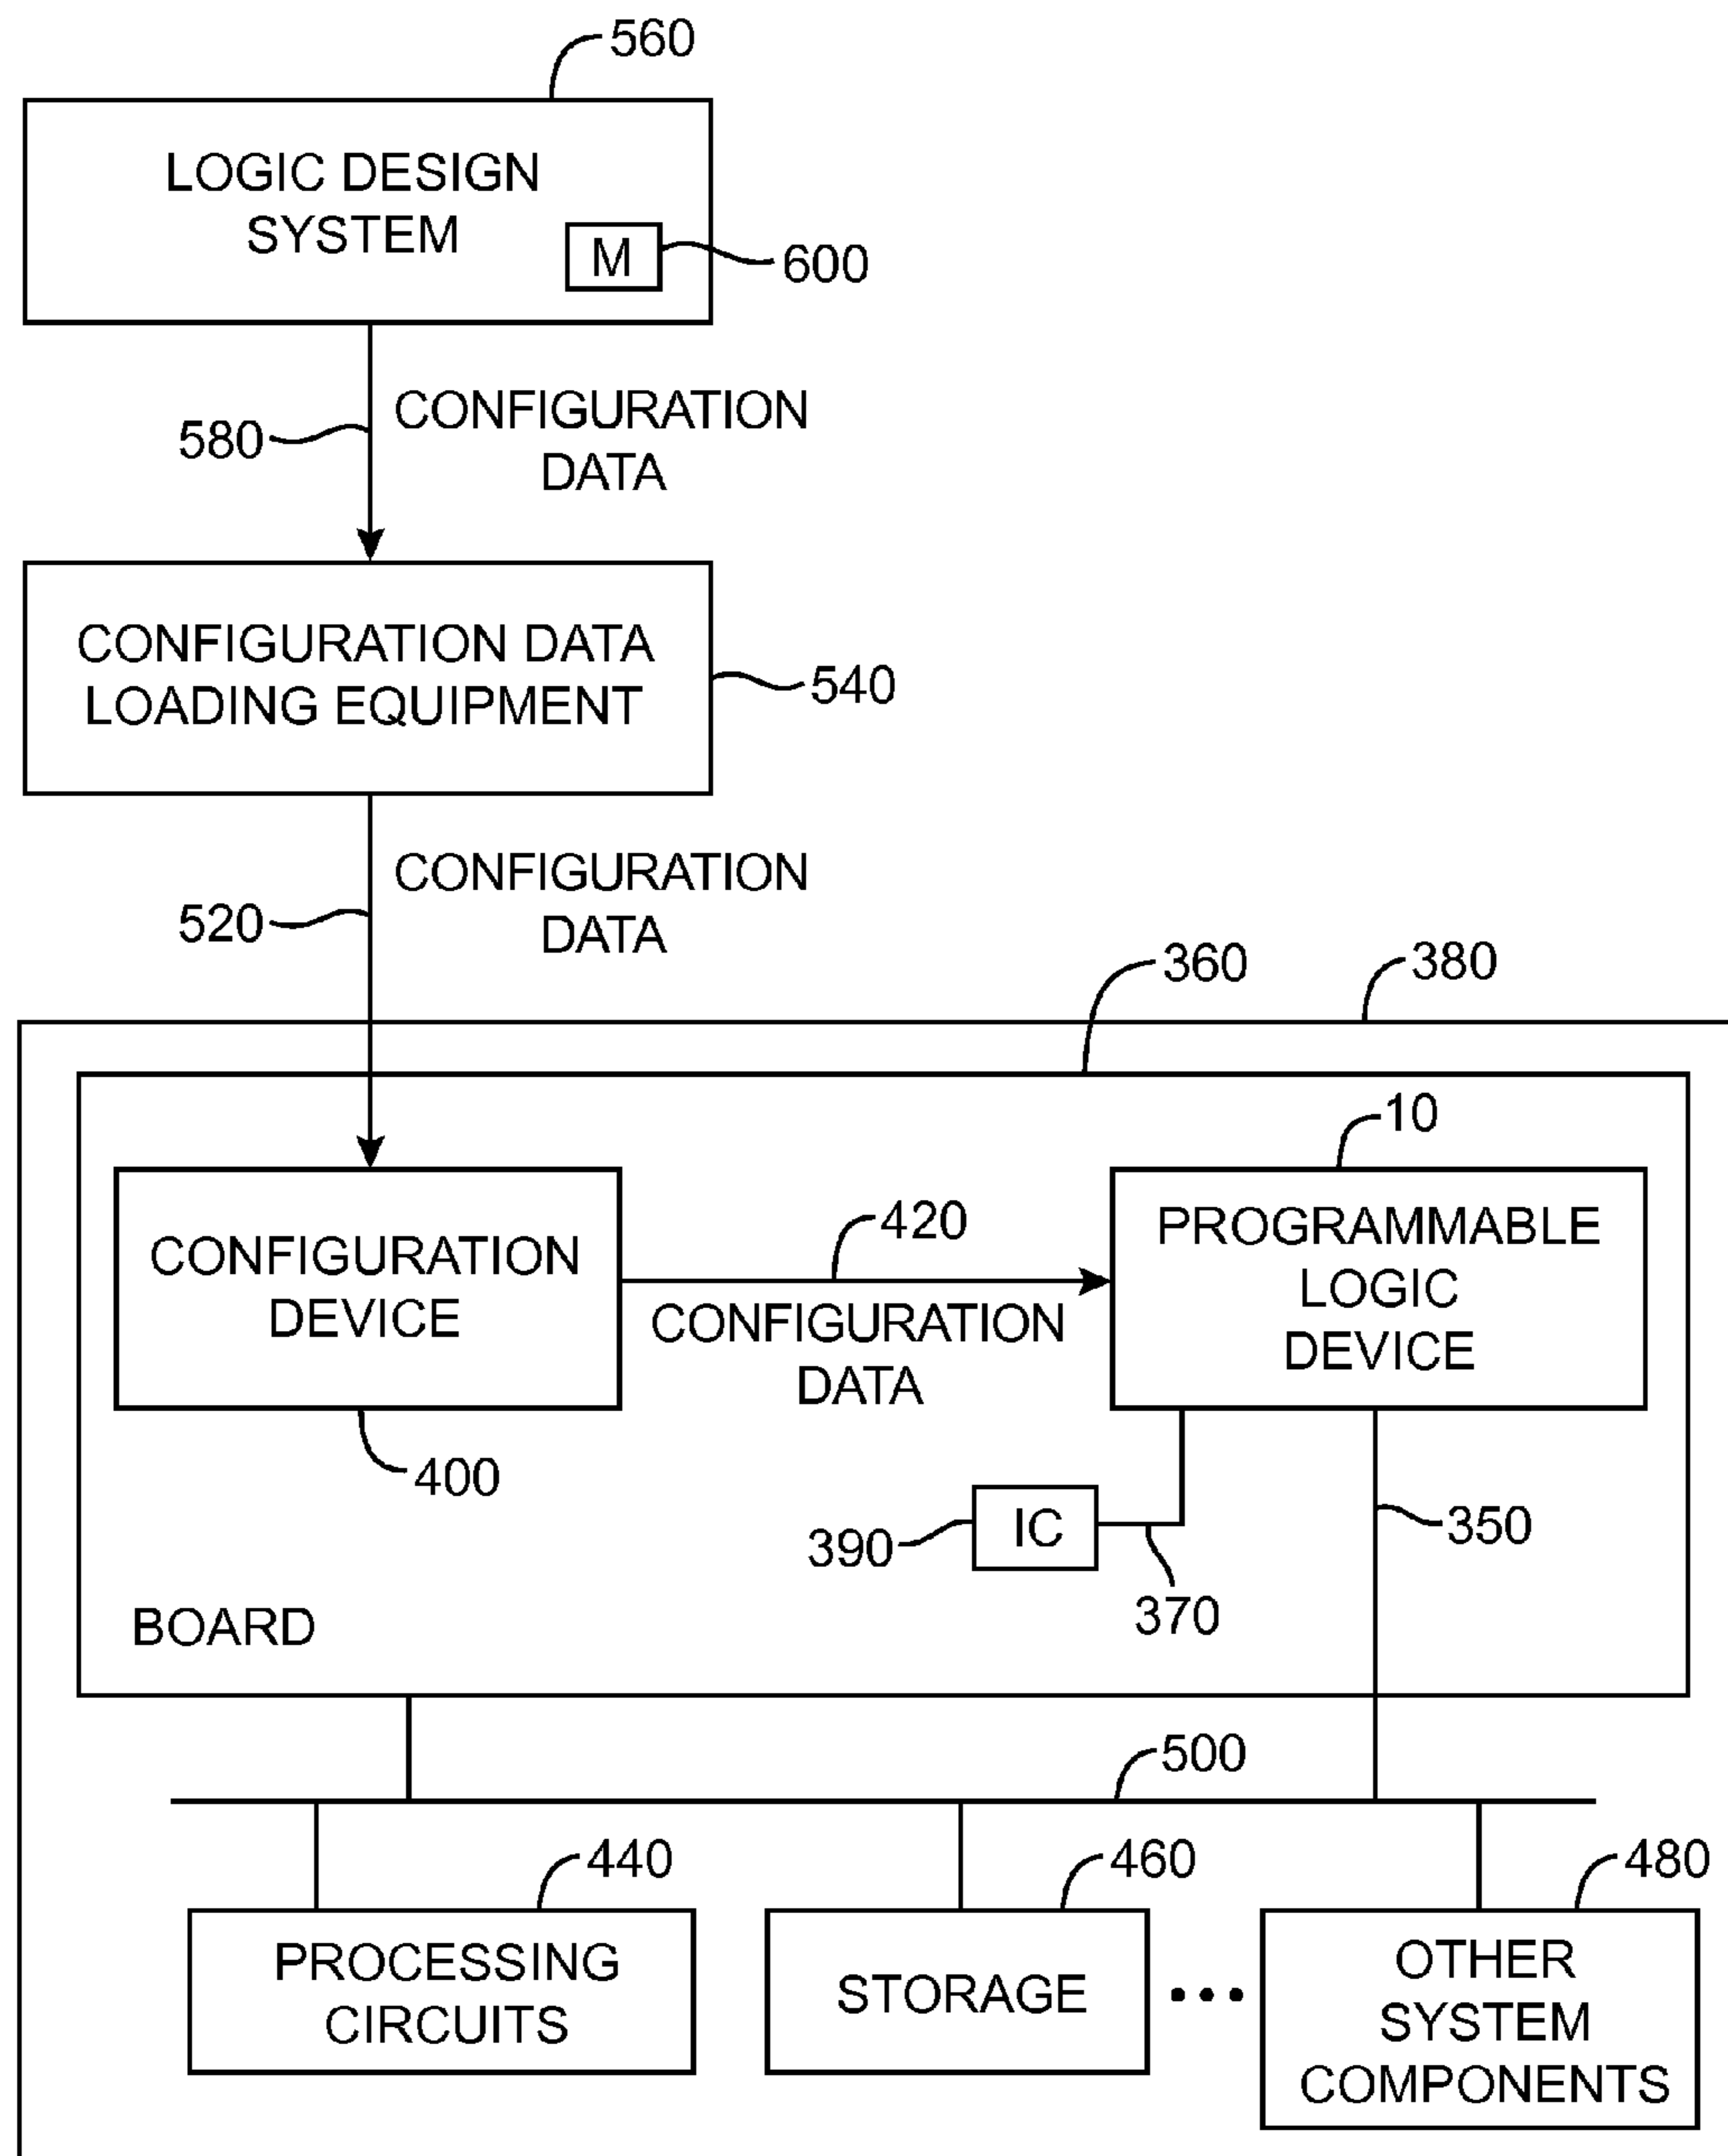 560
LOGIC DESIGN
SYSTEM
M
600
580
CONFIGURATION
DATA
CONFIGURATION DATA
LOADING EQUIPMENT
540
520
CONFIGURATION
DATA
360
380
10
CONFIGURATION
DEVICE
400
420
CONFIGURATION
DATA
PROGRAMMABLE
LOGIC
DEVICE
390
IC
370
350
BOARD
500
440
PROCESSING
CIRCUITS
460
STORAGE
•••
480
OTHER
SYSTEM
COMPONENTS